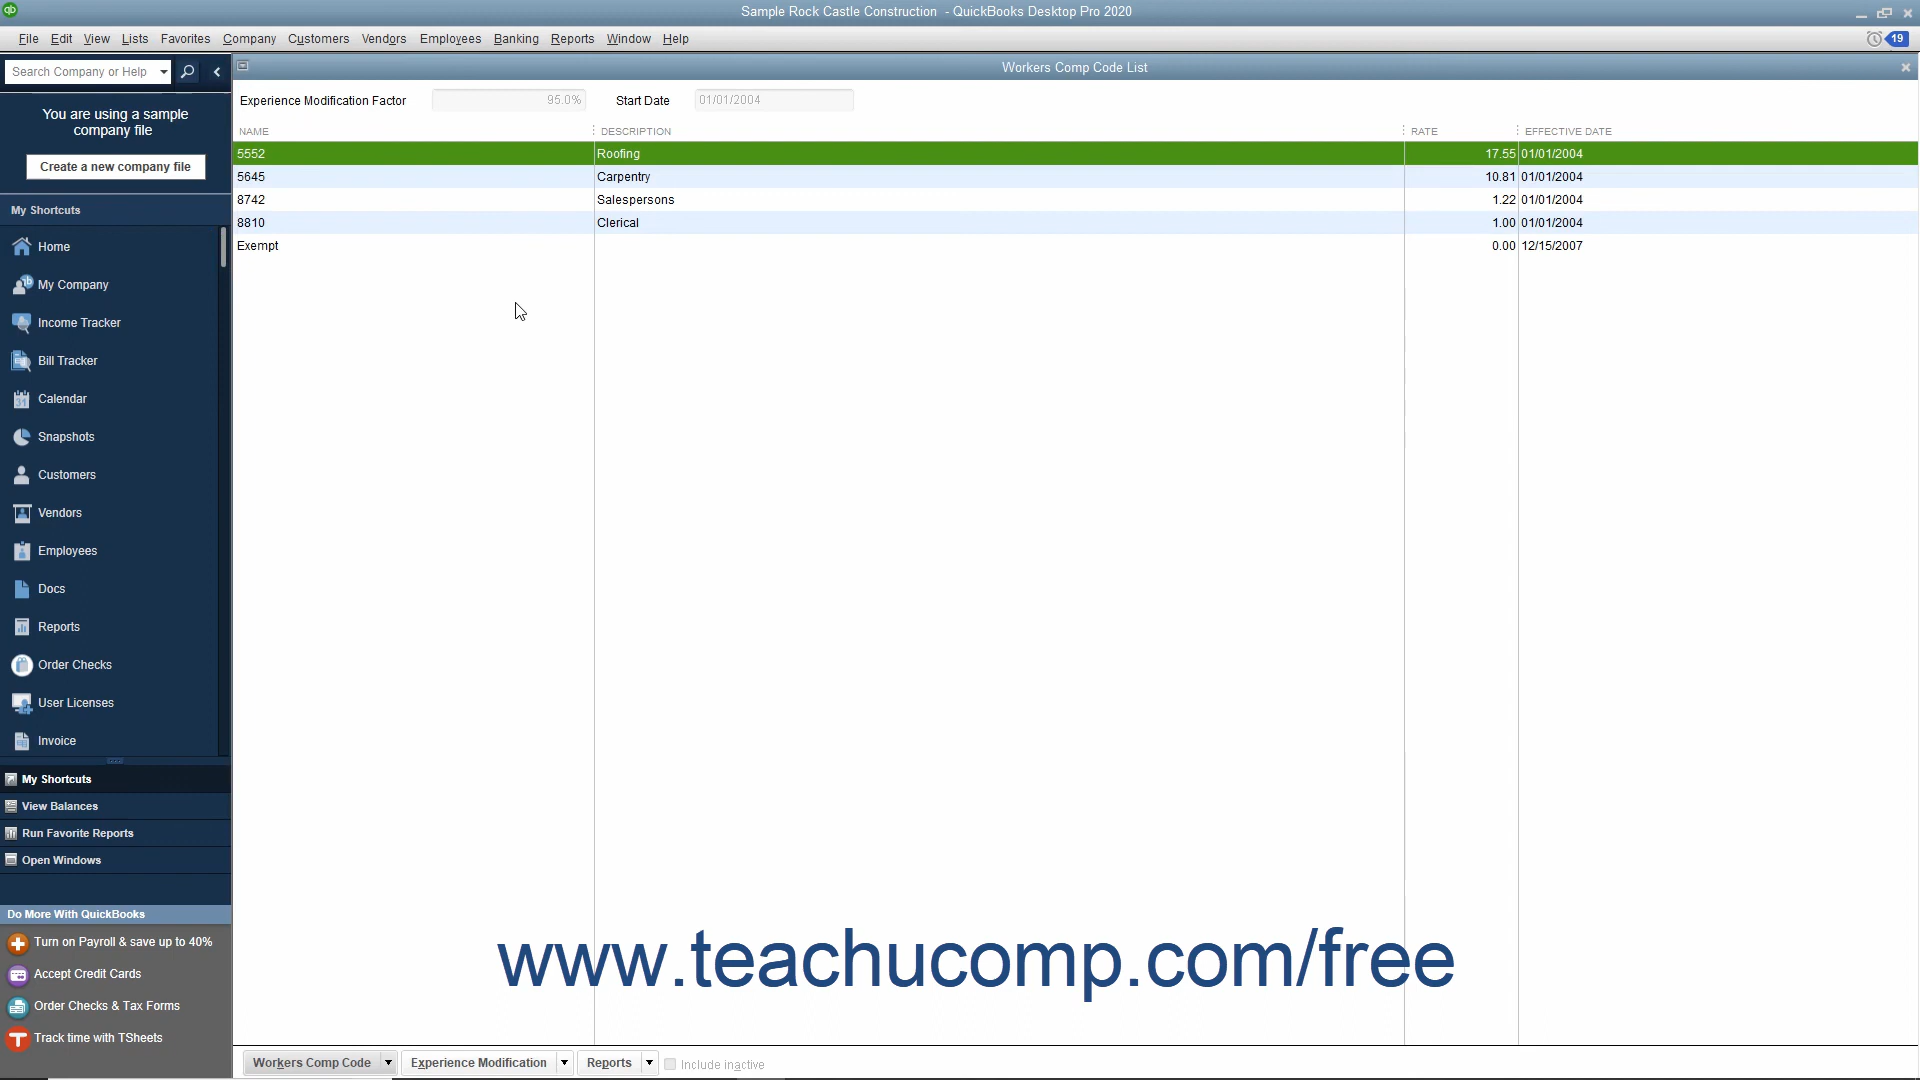 Sample Rock Castle Construction - QuickBooks Desktop Pro 2020
File Edit View Lists Favorites Company Customers Vendors Employees Banking Reports Window Help
19
Search Company or Help
Workers Comp Code List
You are using a sample
company file
Create a new company file
Experience Modification Factor 95.0% Start Date 01/01/2004
NAME DESCRIPTION RATE EFFECTIVE DATE
5552 Roofing 17.55 01/01/2004
5645 Carpentry 10.81 01/01/2004
8742 Salespersons 1.22 01/01/2004
8810 Clerical 1.00 01/01/2004
Exempt 0.00 12/15/2007
My Shortcuts
Home
My Company
Income Tracker
Bill Tracker
31
Calendar
Snapshots
Customers
Vendors
Employees
Docs
Reports
Order Checks
User Licenses
Invoice
My Shortcuts
View Balances
Run Favorite Reports
Open Windows
Do More With QuickBooks
Turn on Payroll & save up to 40%
Accept Credit Cards
Order Checks & Tax Forms
Track time with TSheets
www.teachucomp.com/free
Workers Comp Code Experience Modification Reports Include inactive